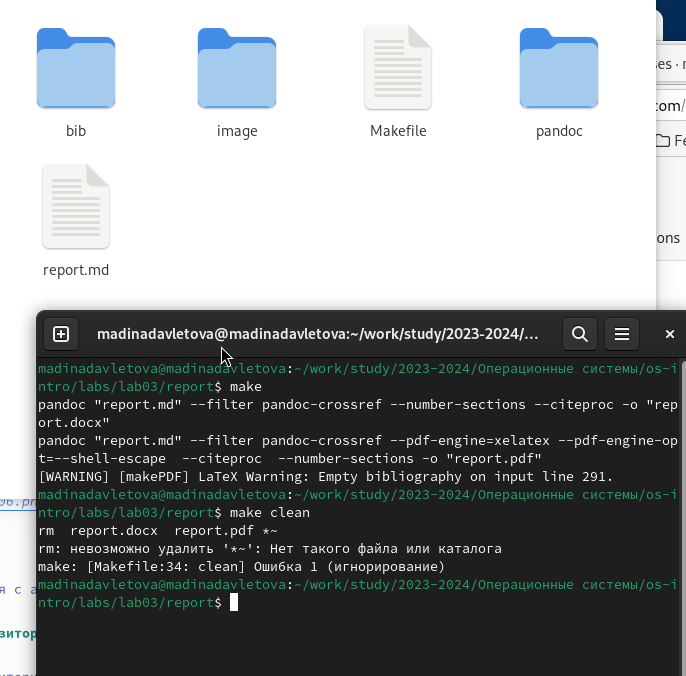 bib
image
Makefile
pandoc
ses
com/
Fe
ons
report.md
madinadavletova@madinadavletova:~/work/study/2023-2024/...
madinadavletova@madinadavletova:~/work/study/2023-2024/Операционные системы/os-i
ntro/labs/lab03/report$ make
pandoc "report.md" --filter pandoc-crossref --number-sections --citeproc -o "rep
ort.docx"
pandoc "report.md" --filter pandoc-crossref --pdf-engine=xelatex --pdf-engine-op
t=--shell-escape  --citeproc  --number-sections -o "report.pdf"
[WARNING] [makePDF] LaTeX Warning: Empty bibliography on input line 291.
madinadavletova@madinadavletova:~/work/study/2023-2024/Операционные системы/os-i
ntro/labs/lab03/report$ make clean
rm  report.docx  report.pdf *~
rm: невозможно удалить '*~': Нет такого файла или каталога
make: [Makefile:34: clean] Ошибка 1 (игнорирование)
madinadavletova@madinadavletova:~/work/study/2023-2024/Операционные системы/os-i
ntro/labs/lab03/report$
я с а
зитор